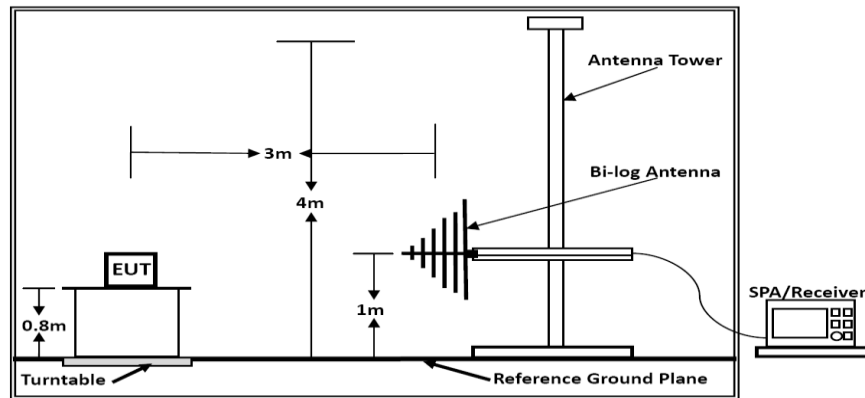 Antenna Tower
3m
Bi-log Antenna
4m
EUT
SPA/Receiver
0.8m
1m
Turntable
Reference Ground Plane